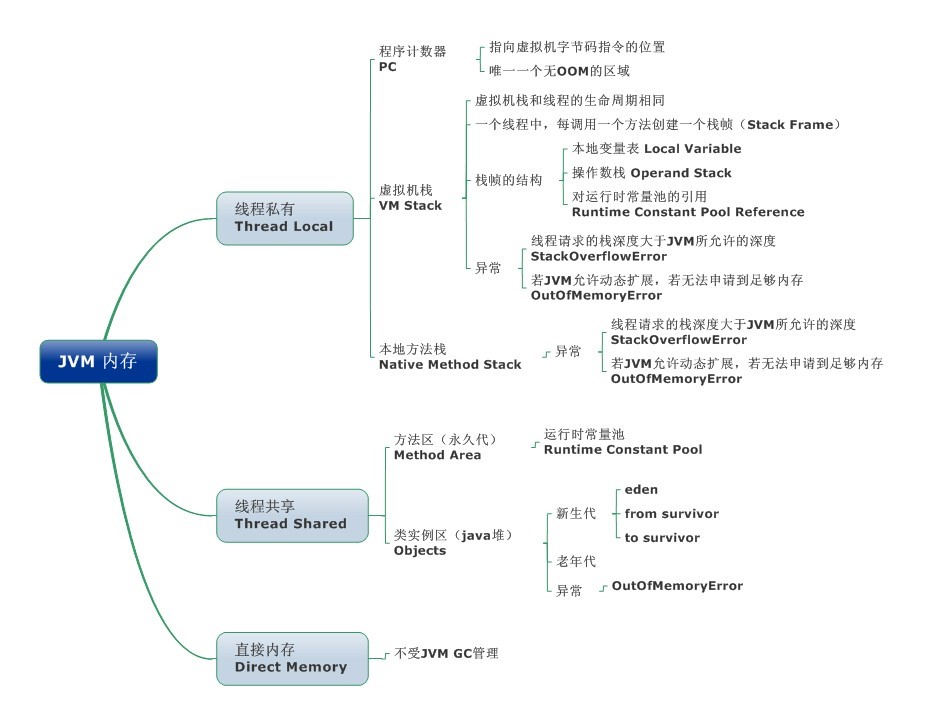 JVM 内存
线程私有
Thread Local
程序计数器
PC
指向虚拟机字节码指令的位置
唯一一个无OOM的区域
虚拟机栈
VM Stack
虚拟机栈和线程的生命周期相同
一个线程中，每调用一个方法创建一个栈帧（Stack Frame）
栈帧的结构
本地变量表 Local Variable
操作数栈 Operand Stack
对运行时常量池的引用
Runtime Constant Pool Reference
异常
线程请求的栈深度大于JVM所允许的深度
StackOverflowError
若JVM允许动态扩展，若无法申请到足够内存
OutOfMemoryError
本地方法栈
Native Method Stack
异常
线程请求的栈深度大于JVM所允许的深度
StackOverflowError
若JVM允许动态扩展，若无法申请到足够内存
OutOfMemoryError
线程共享
Thread Shared
方法区（永久代）
Method Area
运行时常量池
Runtime Constant Pool
类实例区（java堆）
Objects
新生代
eden
from survivor
to survivor
老年代
异常
OutOfMemoryError
直接内存
Direct Memory
不受JVM GC管理